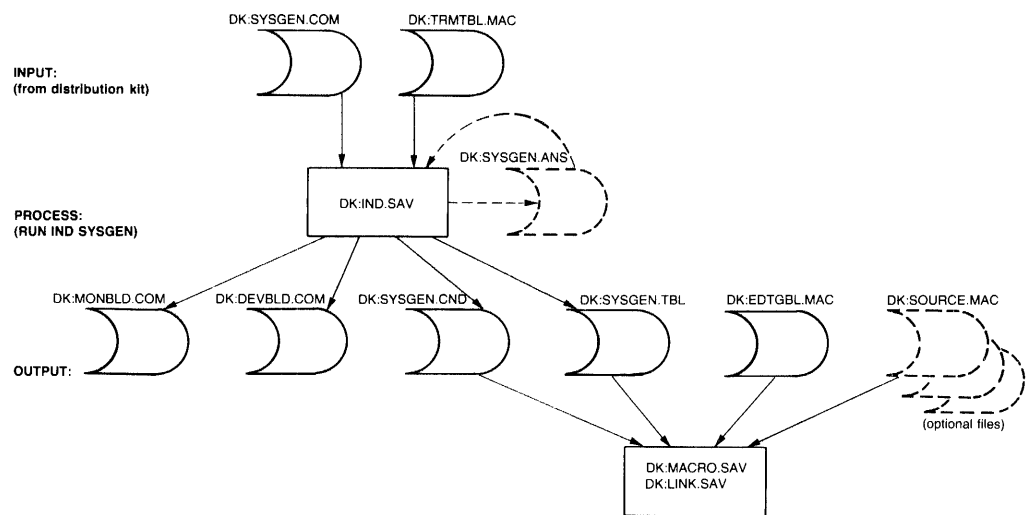 DK:SYSGEN.COM
DK:TRMTBL.MAC
INPUT:
(from distribution kit)
DK:SYSGEN.ANS
DK:IND.SAV
PROCESS:
(RUN IND SYSGEN)
DK:MONBLD.COM
DK:DEVBLD.COM
DK:SYSGEN.CND
DK:SYSGEN.TBL
DK:EDTGBL.MAC
DK:SOURCE.MAC
OUTPUT:
(optional files)
DK:MACRO.SAV
DK:LINK.SAV